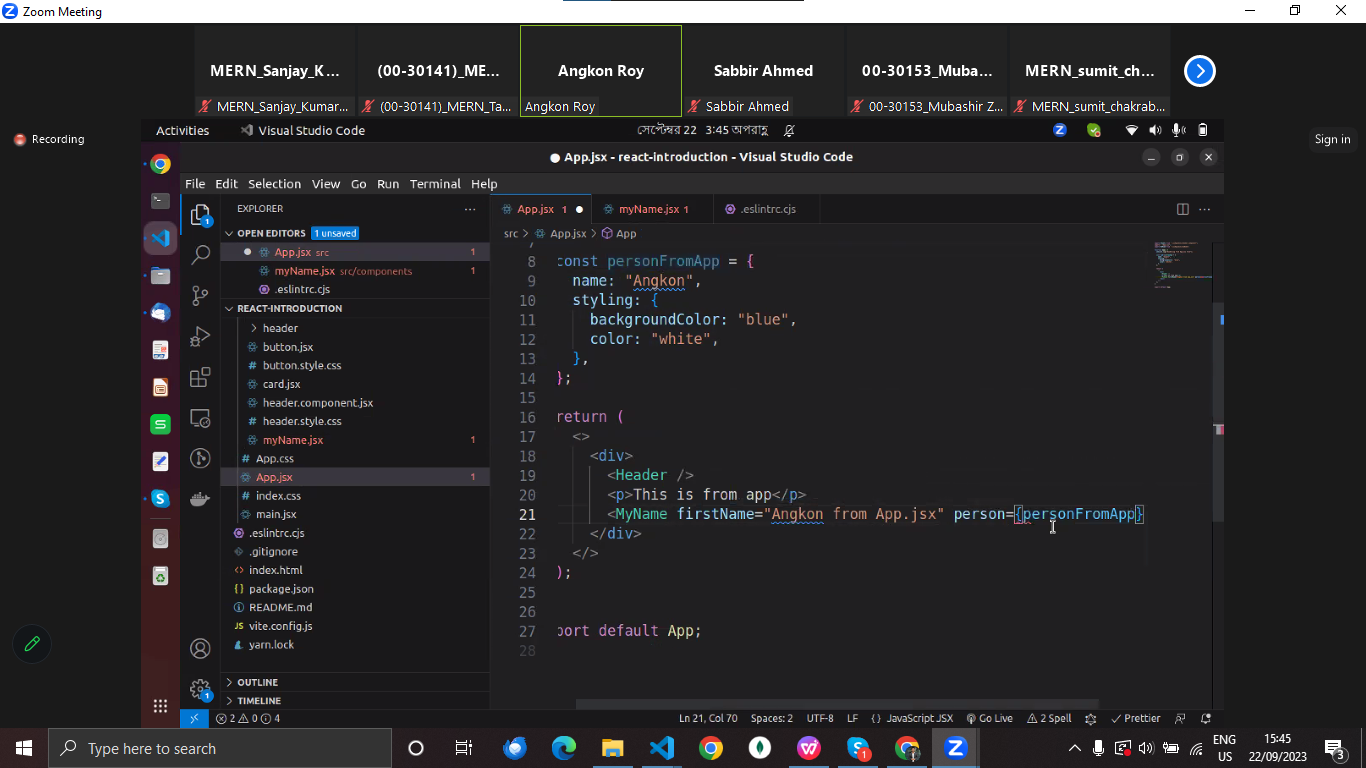 Zoom Meeting
MERN_Sanjay_K ...
(00-30141)_ME...
Angkon Roy
Sabbir Ahmed
00-30153_Muba...
MERN_sumit_ch...
MERN_Sanjay_Kumar...
(00-30141)_MERN_Ta...
Angkon Roy
Sabbir Ahmed
00-30153_Mubashir Z...
MERN_sumit_chakrab...
Recording
Sign in
Activities
Visual Studio Code
সেপ্টেম্বর 22 3:45 অপরাহ্ণ
App.jsx - react-introduction - Visual Studio Code
File Edit Selection View Go Run Terminal Help
EXPLORER
App.jsx 1
myName.jsx 1
.eslintrc.cjs
OPEN EDITORS 1 unsaved
src > App.jsx > App
App.jsx src 1
myName.jsx src/components 1
.eslintrc.cjs
REACT-INTRODUCTION
header
button.jsx
button.style.css
card.jsx
header.component.jsx
header.style.css
myName.jsx 1
App.css
App.jsx 1
index.css
main.jsx
.eslintrc.cjs
.gitignore
index.html
package.json
README.md
vite.config.js
yarn.lock
OUTLINE
TIMELINE
7
8 const personFromApp = {
9 name: "Angkon",
10 styling: {
11 backgroundColor: "blue",
12 color: "white",
13 },
14 };
15
16 return (
17 <>
18 <div>
19 <Header />
20 <p>This is from app</p>
21 <MyName firstName="Angkon from App.jsx" person={personFromApp}
22 </div>
23 </>
24 );
25
26
27 port default App;
28
2 0 4
Ln 21, Col 70 Spaces: 2 UTF-8 LF {} JavaScript JSX Go Live 2 Spell Prettier
Type here to search
ENG
US
15:45
22/09/2023
3